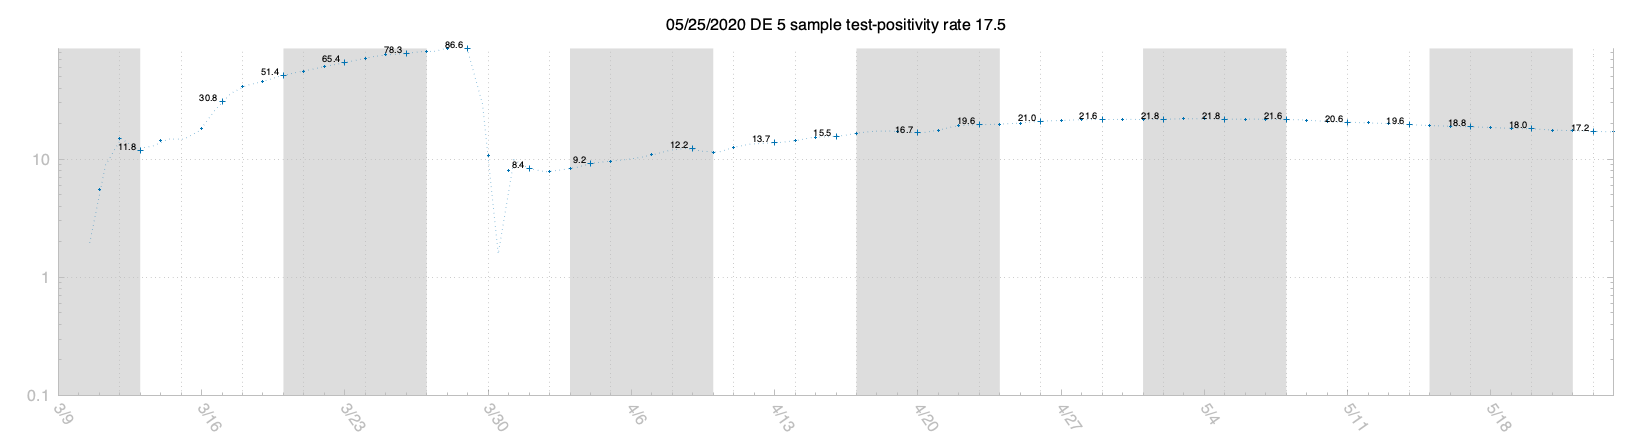 05/25/2020 DE 5 sample test-positivity rate 17.5
11.8 30.8 51.4 65.4 78.3 86.6 8.4 9.2 12.2 13.7 15.5 16.7 19.6 21.0 21.6 21.8 21.8 21.6 20.6 19.6 18.8 18.0 17.2
10
1
0.1
3/9 3/16 3/23 3/30 4/6 4/13 4/20 4/27 5/4 5/11 5/18